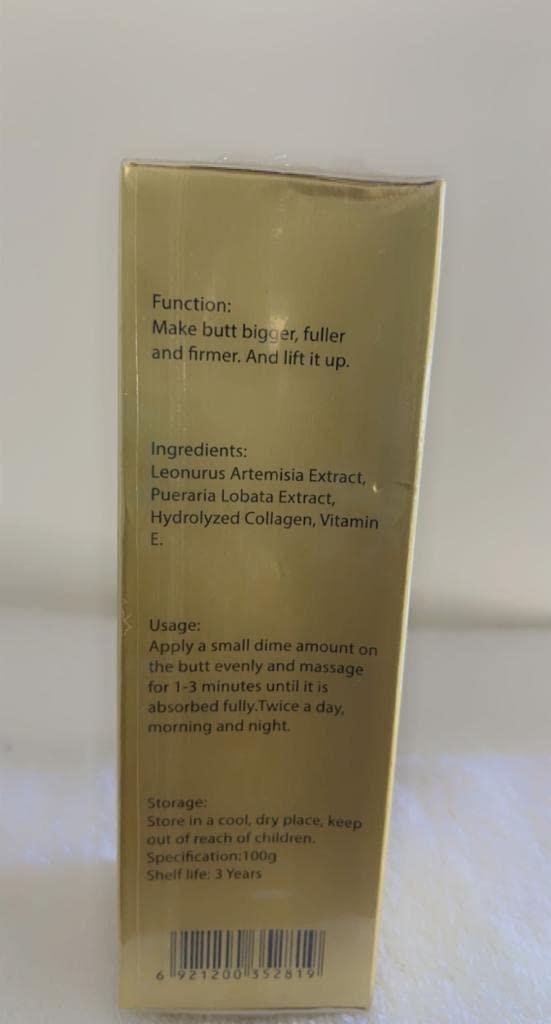 Function:
Make butt bigger, fuller
and firmer. And lift it up.
Ingredients:
Leonurus Artemisia Extract,
Pueraria Lobata Extract,
Hydrolyzed Collagen, Vitamin
E.
Usage:
Apply a small dime amount on
the butt evenly and massage
for 1-3 minutes until it is
absorbed fully.Twice a day,
morning and night.
Storage:
Store in a cool, dry place, keep
out of reach of children.
Specification:100g
Shelf life: 3 Years
6 921200 352819